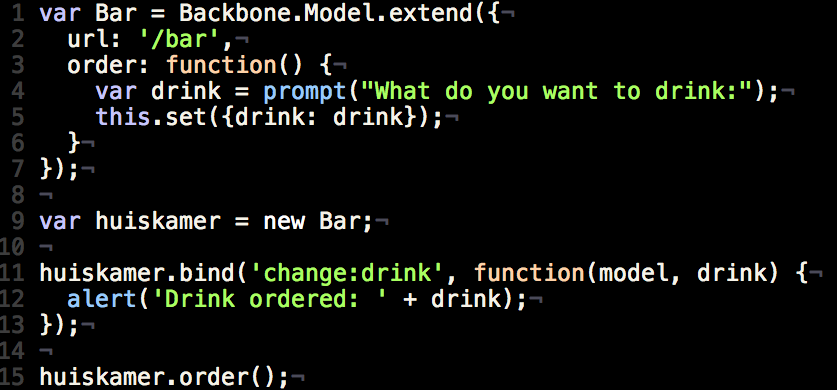 1 var Bar = Backbone.Model.extend({¬
2   url: '/bar',¬
3   order: function() {¬
4     var drink = prompt("What do you want to drink:");¬
5     this.set({drink: drink});¬
6   }¬
7 });¬
8 ¬
9 var huiskamer = new Bar;¬
10 ¬
11 huiskamer.bind('change:drink', function(model, drink) {¬
12   alert('Drink ordered: ' + drink);¬
13 });¬
14 ¬
15 huiskamer.order();¬